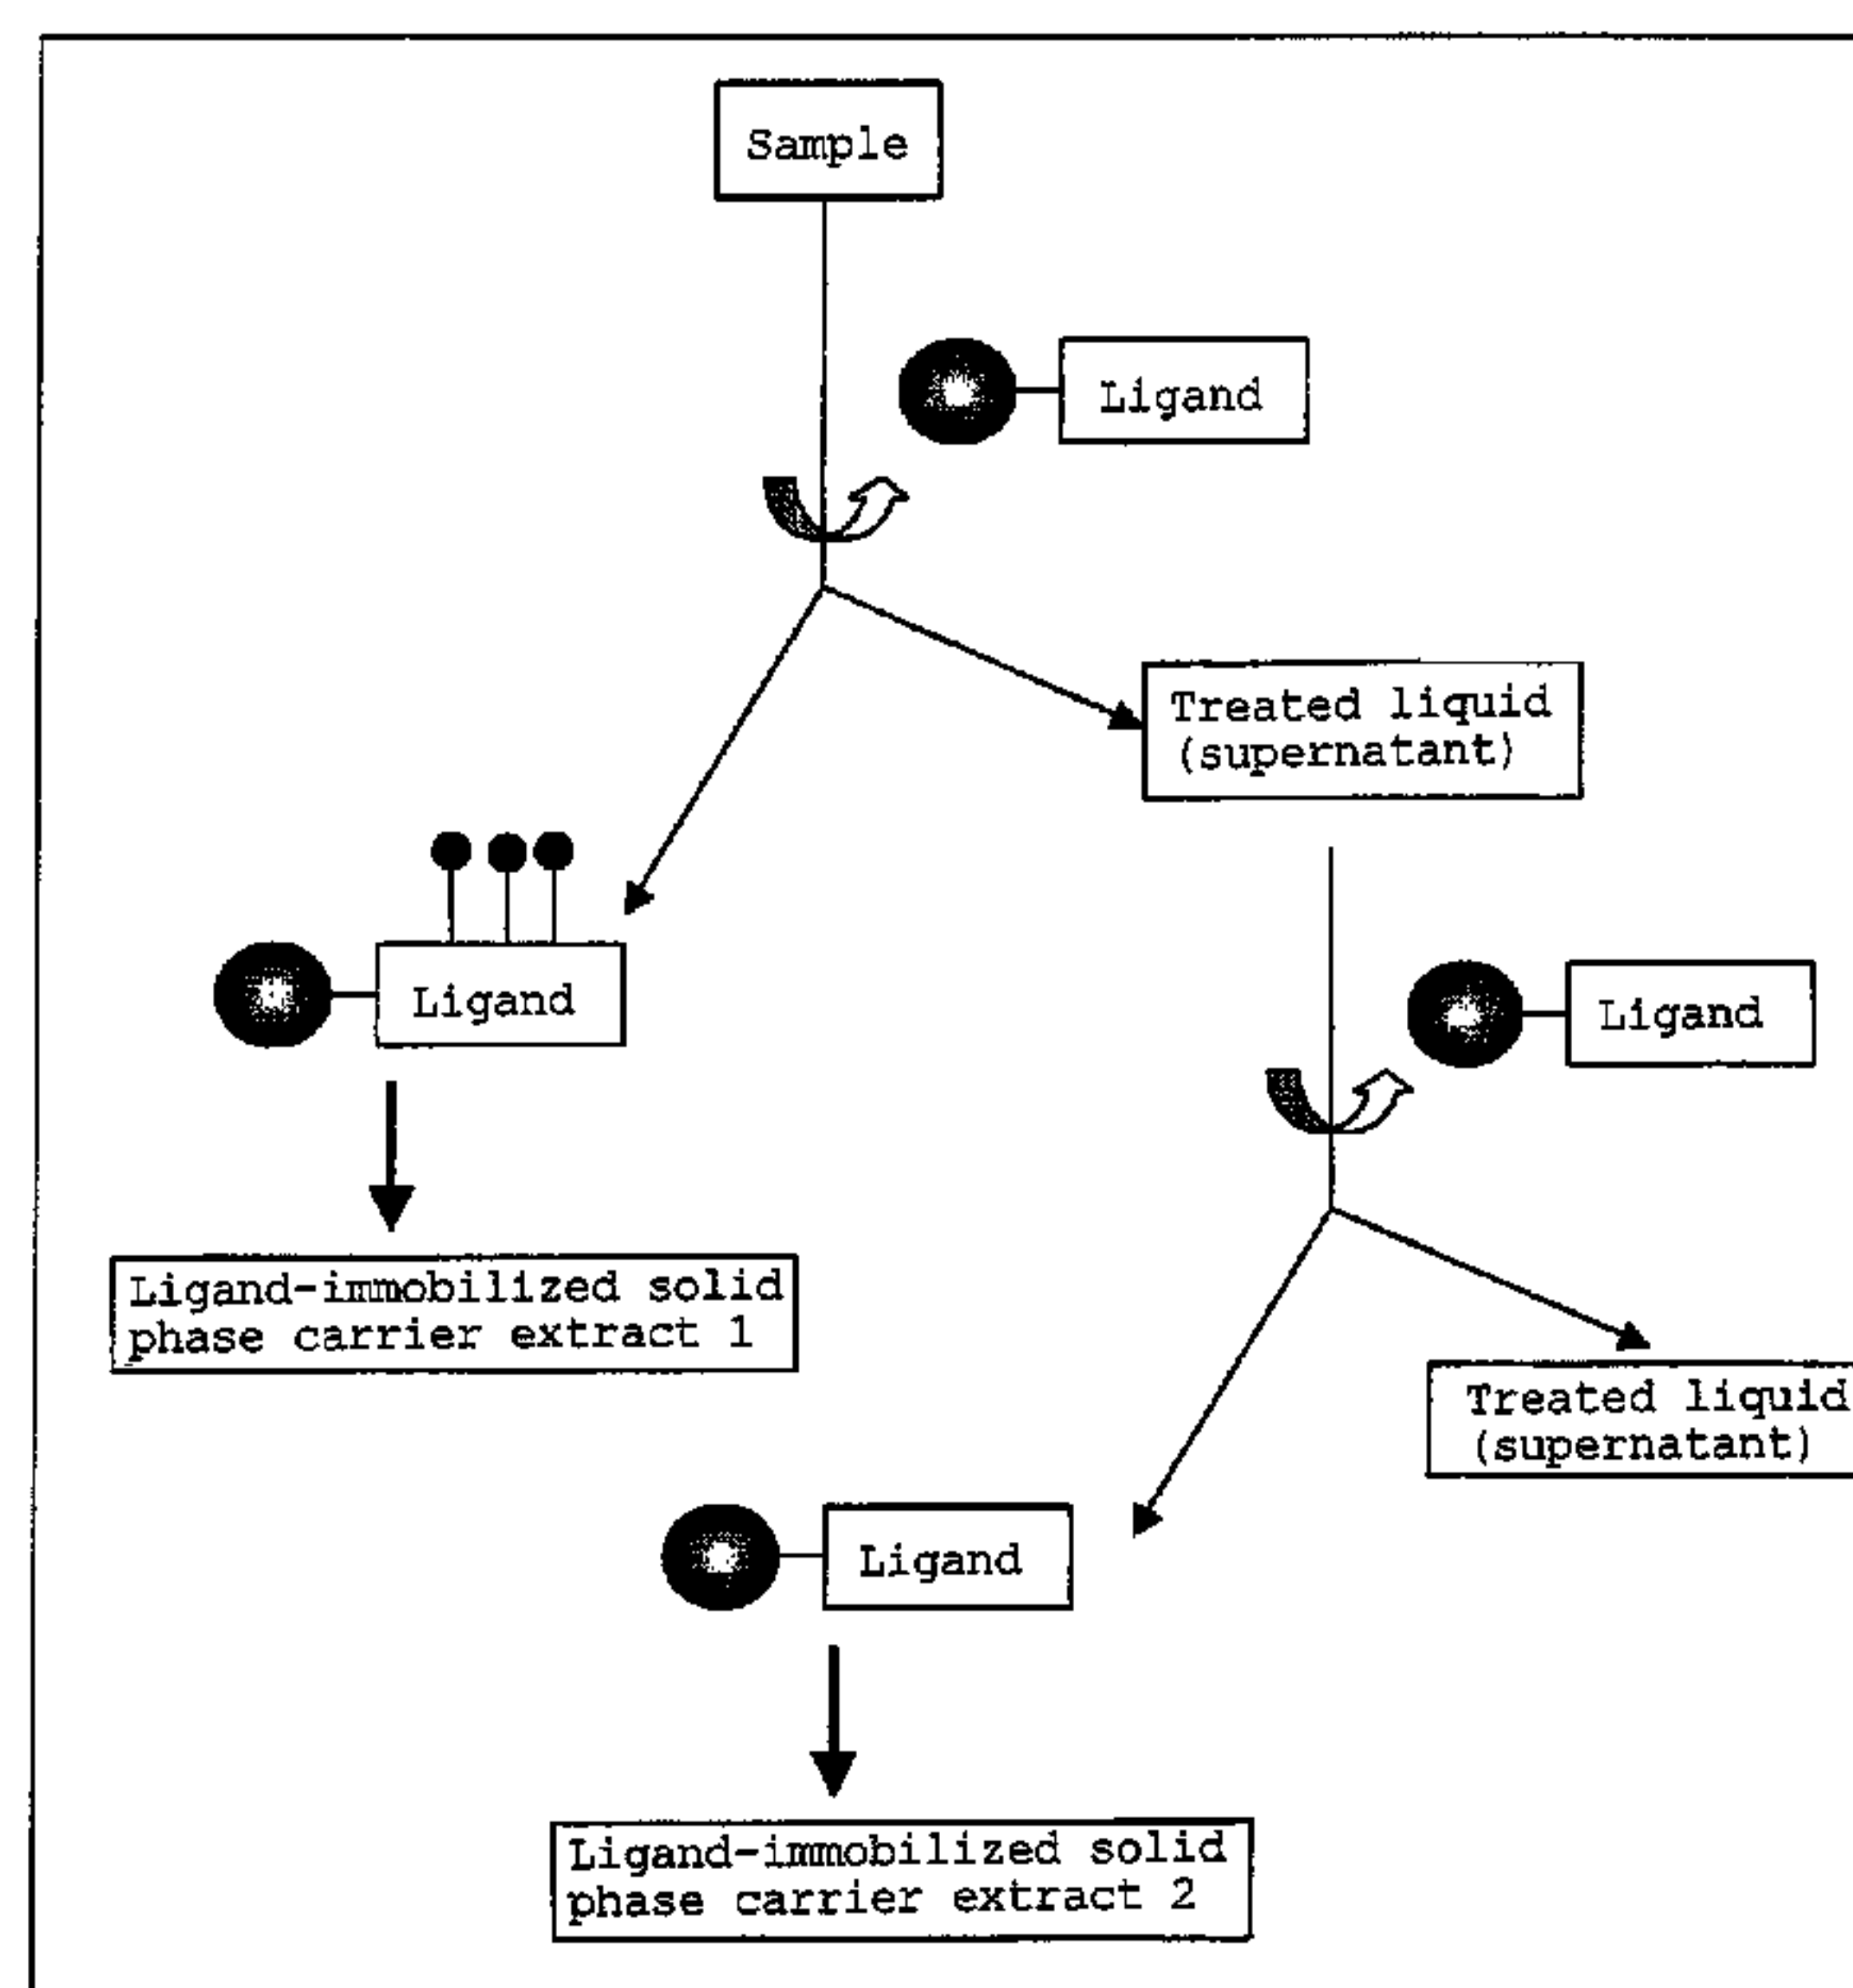 Sample
Ligand
Treated liquid
(supernatant)
Ligand
Ligand
Ligand-immobilized solid
phase carrier extract 1
Treated liquid
(supernatant)
Ligand
Ligand-immobilized solid
phase carrier extract 2